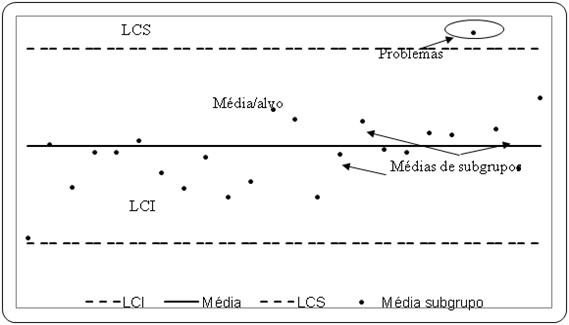 LCS
Problemas
Média/alvo
Médias de subgrupos
LCI
LCI Média LCS Média subgrupo